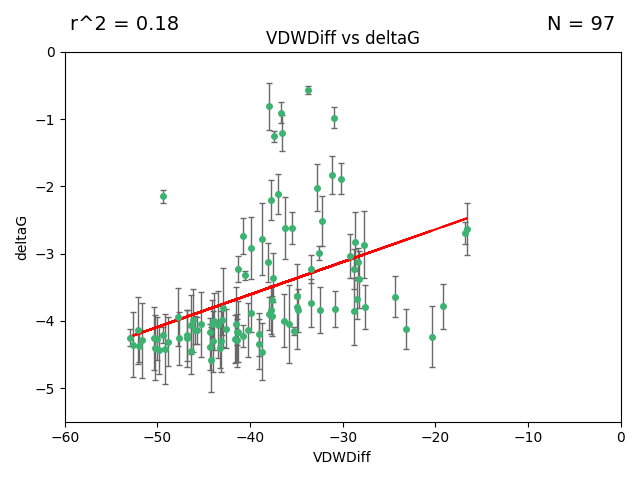 r^2 = 0.18
N = 97
VDWDiff vs deltaG
0
−1
−2
−3
−4
−5
deltaG
−60 −50 −40 −30 −20 −10 0
VDWDiff